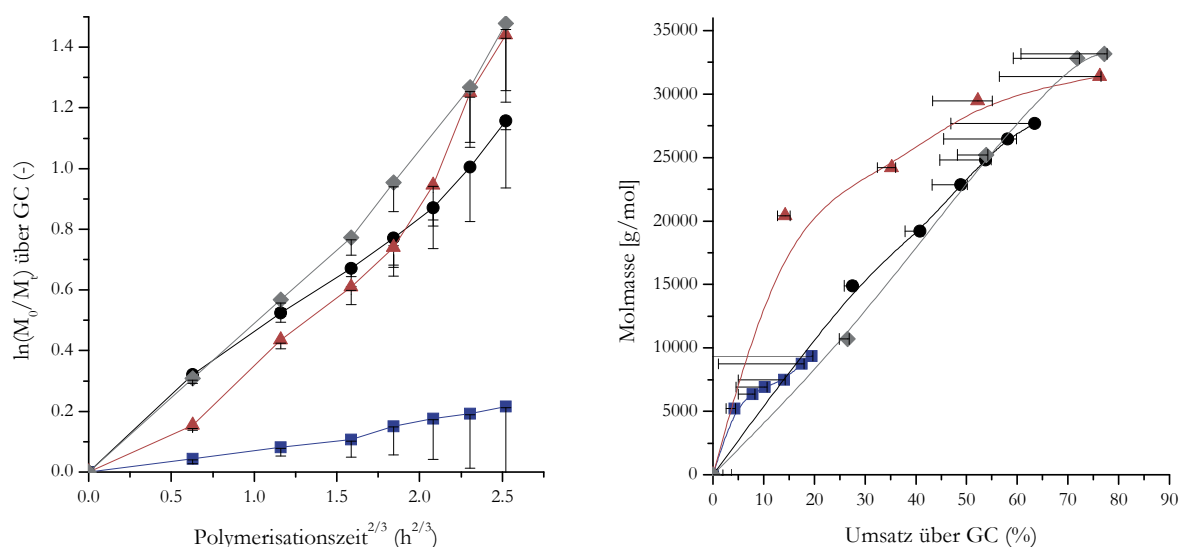 ln(M₀/Mₜ) über GC (-)
1.4
1.2
1.0
0.8
0.6
0.4
0.2
0.0
0.0 0.5 1.0 1.5 2.0 2.5
Polymerisationszeit^2/3 (h^2/3)
Molmasse [g/mol]
35000
30000
25000
20000
15000
10000
5000
0
0 10 20 30 40 50 60 70 80 90
Umsatz über GC (%)